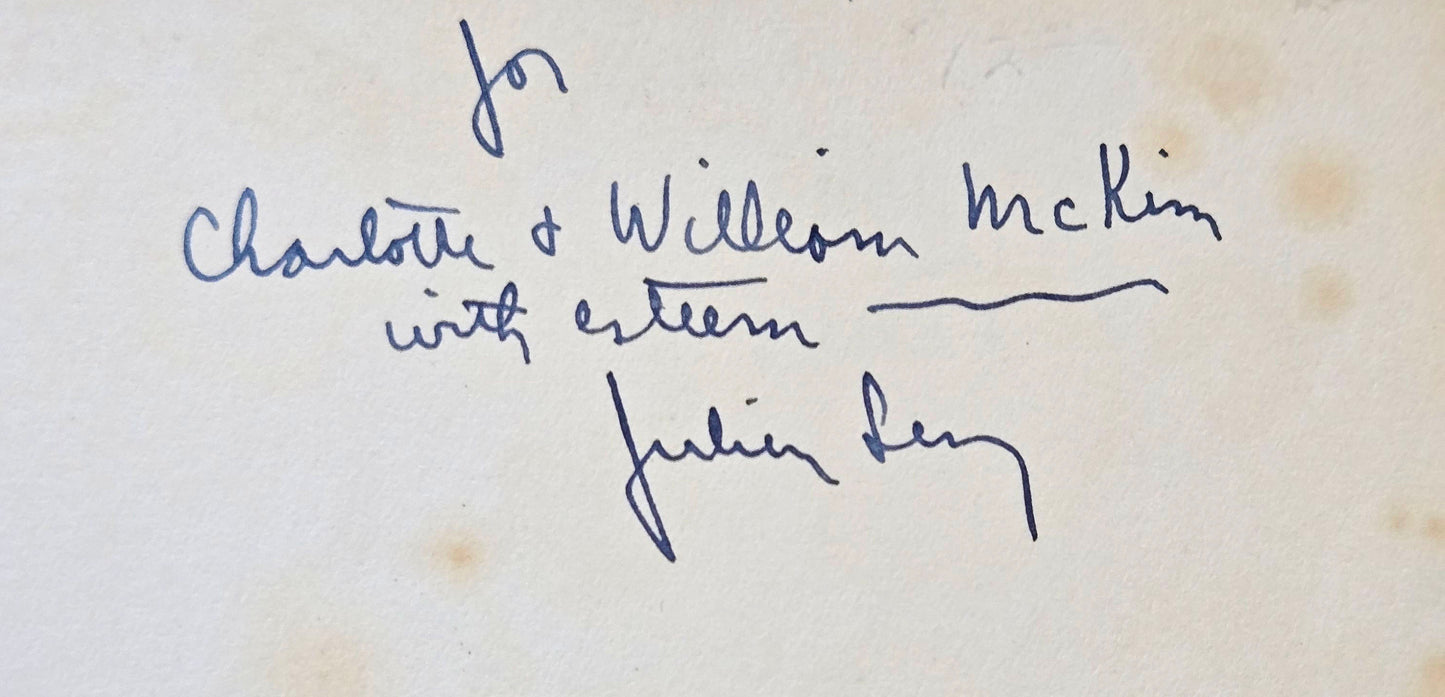 for
Charlotte & William McKim
with esteem —
Julien Levy